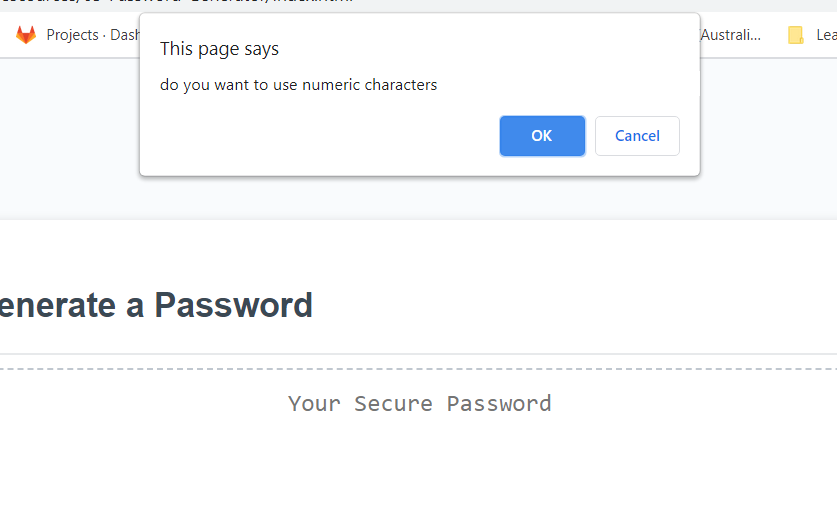 Projects · Dash
Australi...
Lea
This page says
do you want to use numeric characters
OK
Cancel
enerate a Password
Your Secure Password